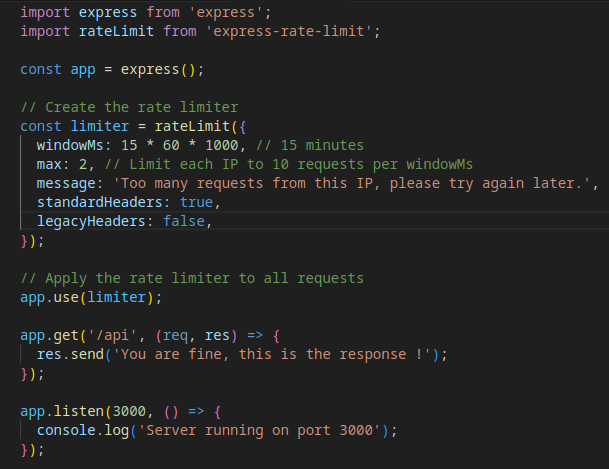 import express from 'express';
import rateLimit from 'express-rate-limit';
const app = express();
// Create the rate limiter
const limiter = rateLimit({
windowMs: 15 * 60 * 1000, // 15 minutes
max: 2, // Limit each IP to 10 requests per windowMs
message: 'Too many requests from this IP, please try again later.',
standardHeaders: true,
legacyHeaders: false,
});
// Apply the rate limiter to all requests
app.use(limiter);
app.get('/api', (req, res) => {
res.send('You are fine, this is the response !');
});
app.listen(3000, () => {
console.log('Server running on port 3000');
});